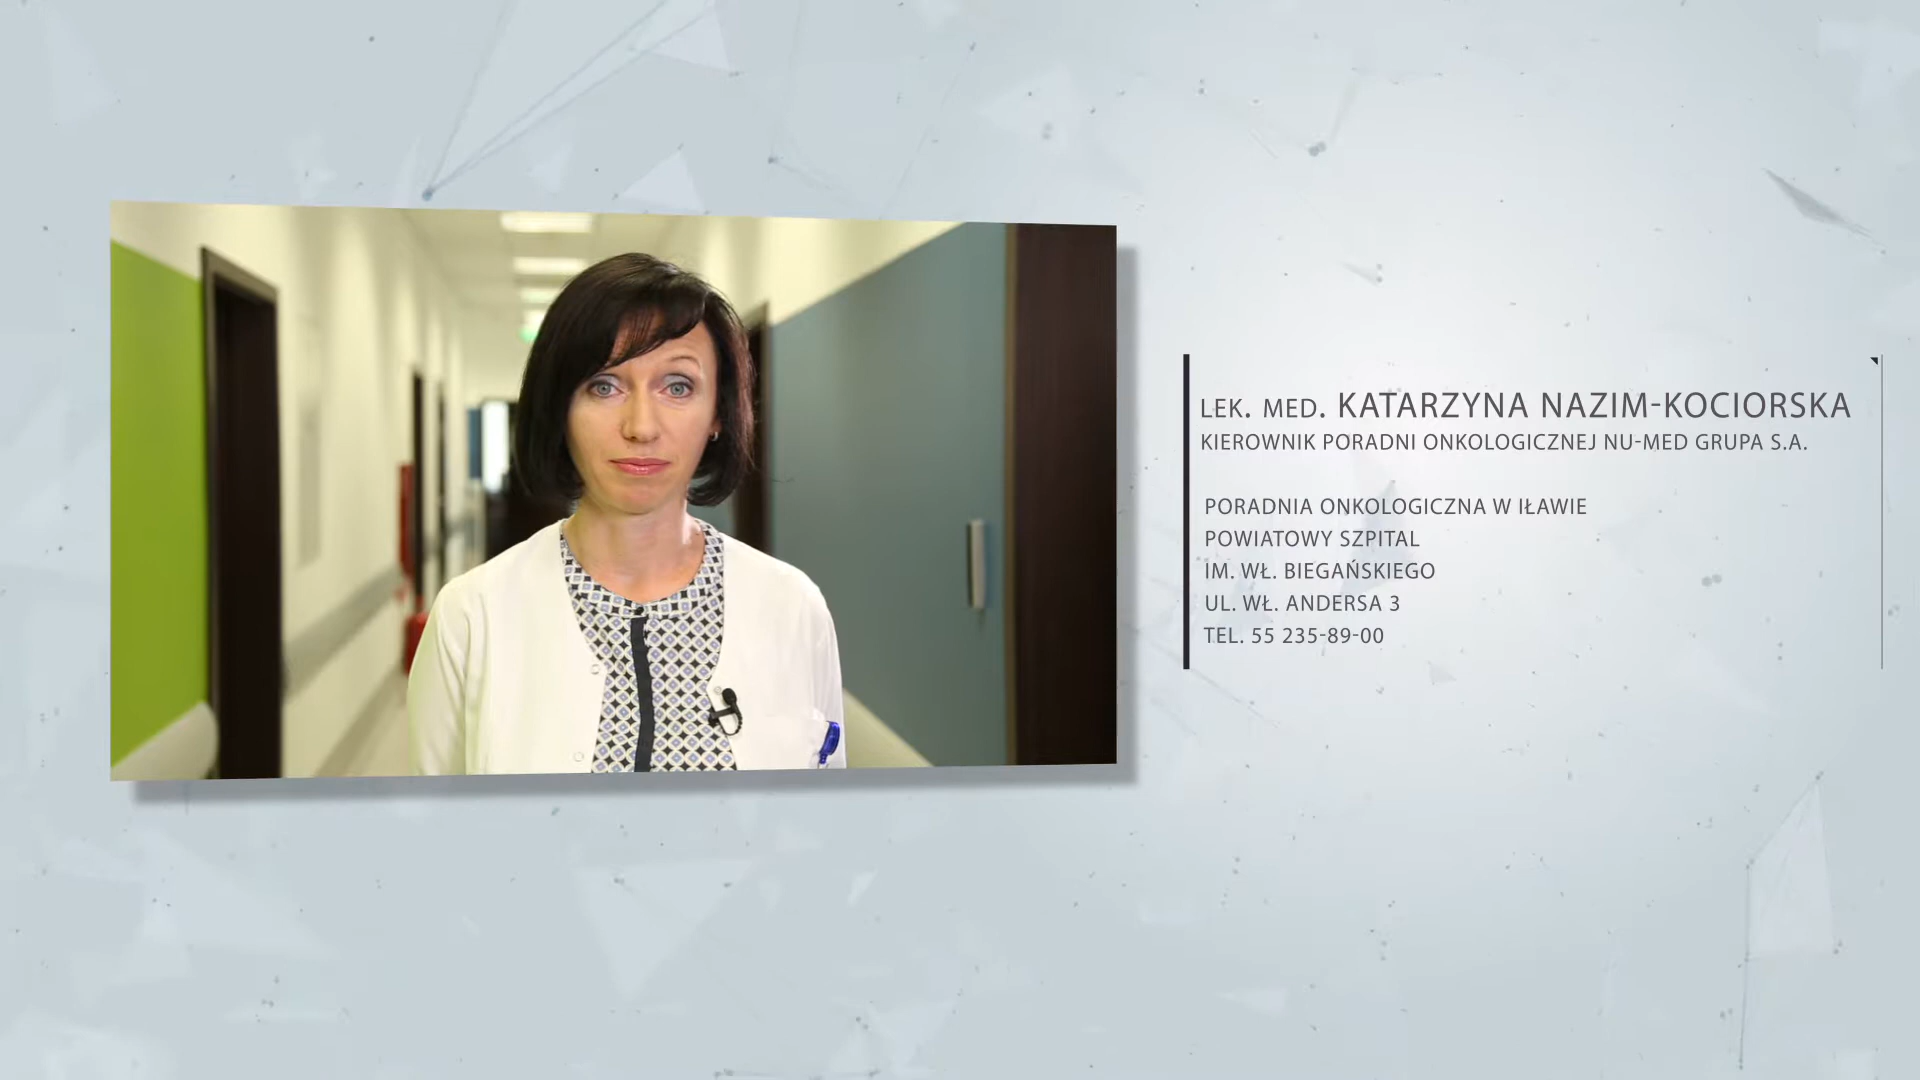 LEK. MED. KATARZYNA NAZIM-KOCIORSKA
KIEROWNIK PORADNI ONKOLOGICZNEJ NU-MED GRUPA S.A.
PORADNIA ONKOLOGICZNA W IŁAWIE
POWIATOWY SZPITAL
IM. WŁ. BIEGAŃSKIEGO
UL. WŁ. ANDERSA 3
TEL. 55 235-89-00